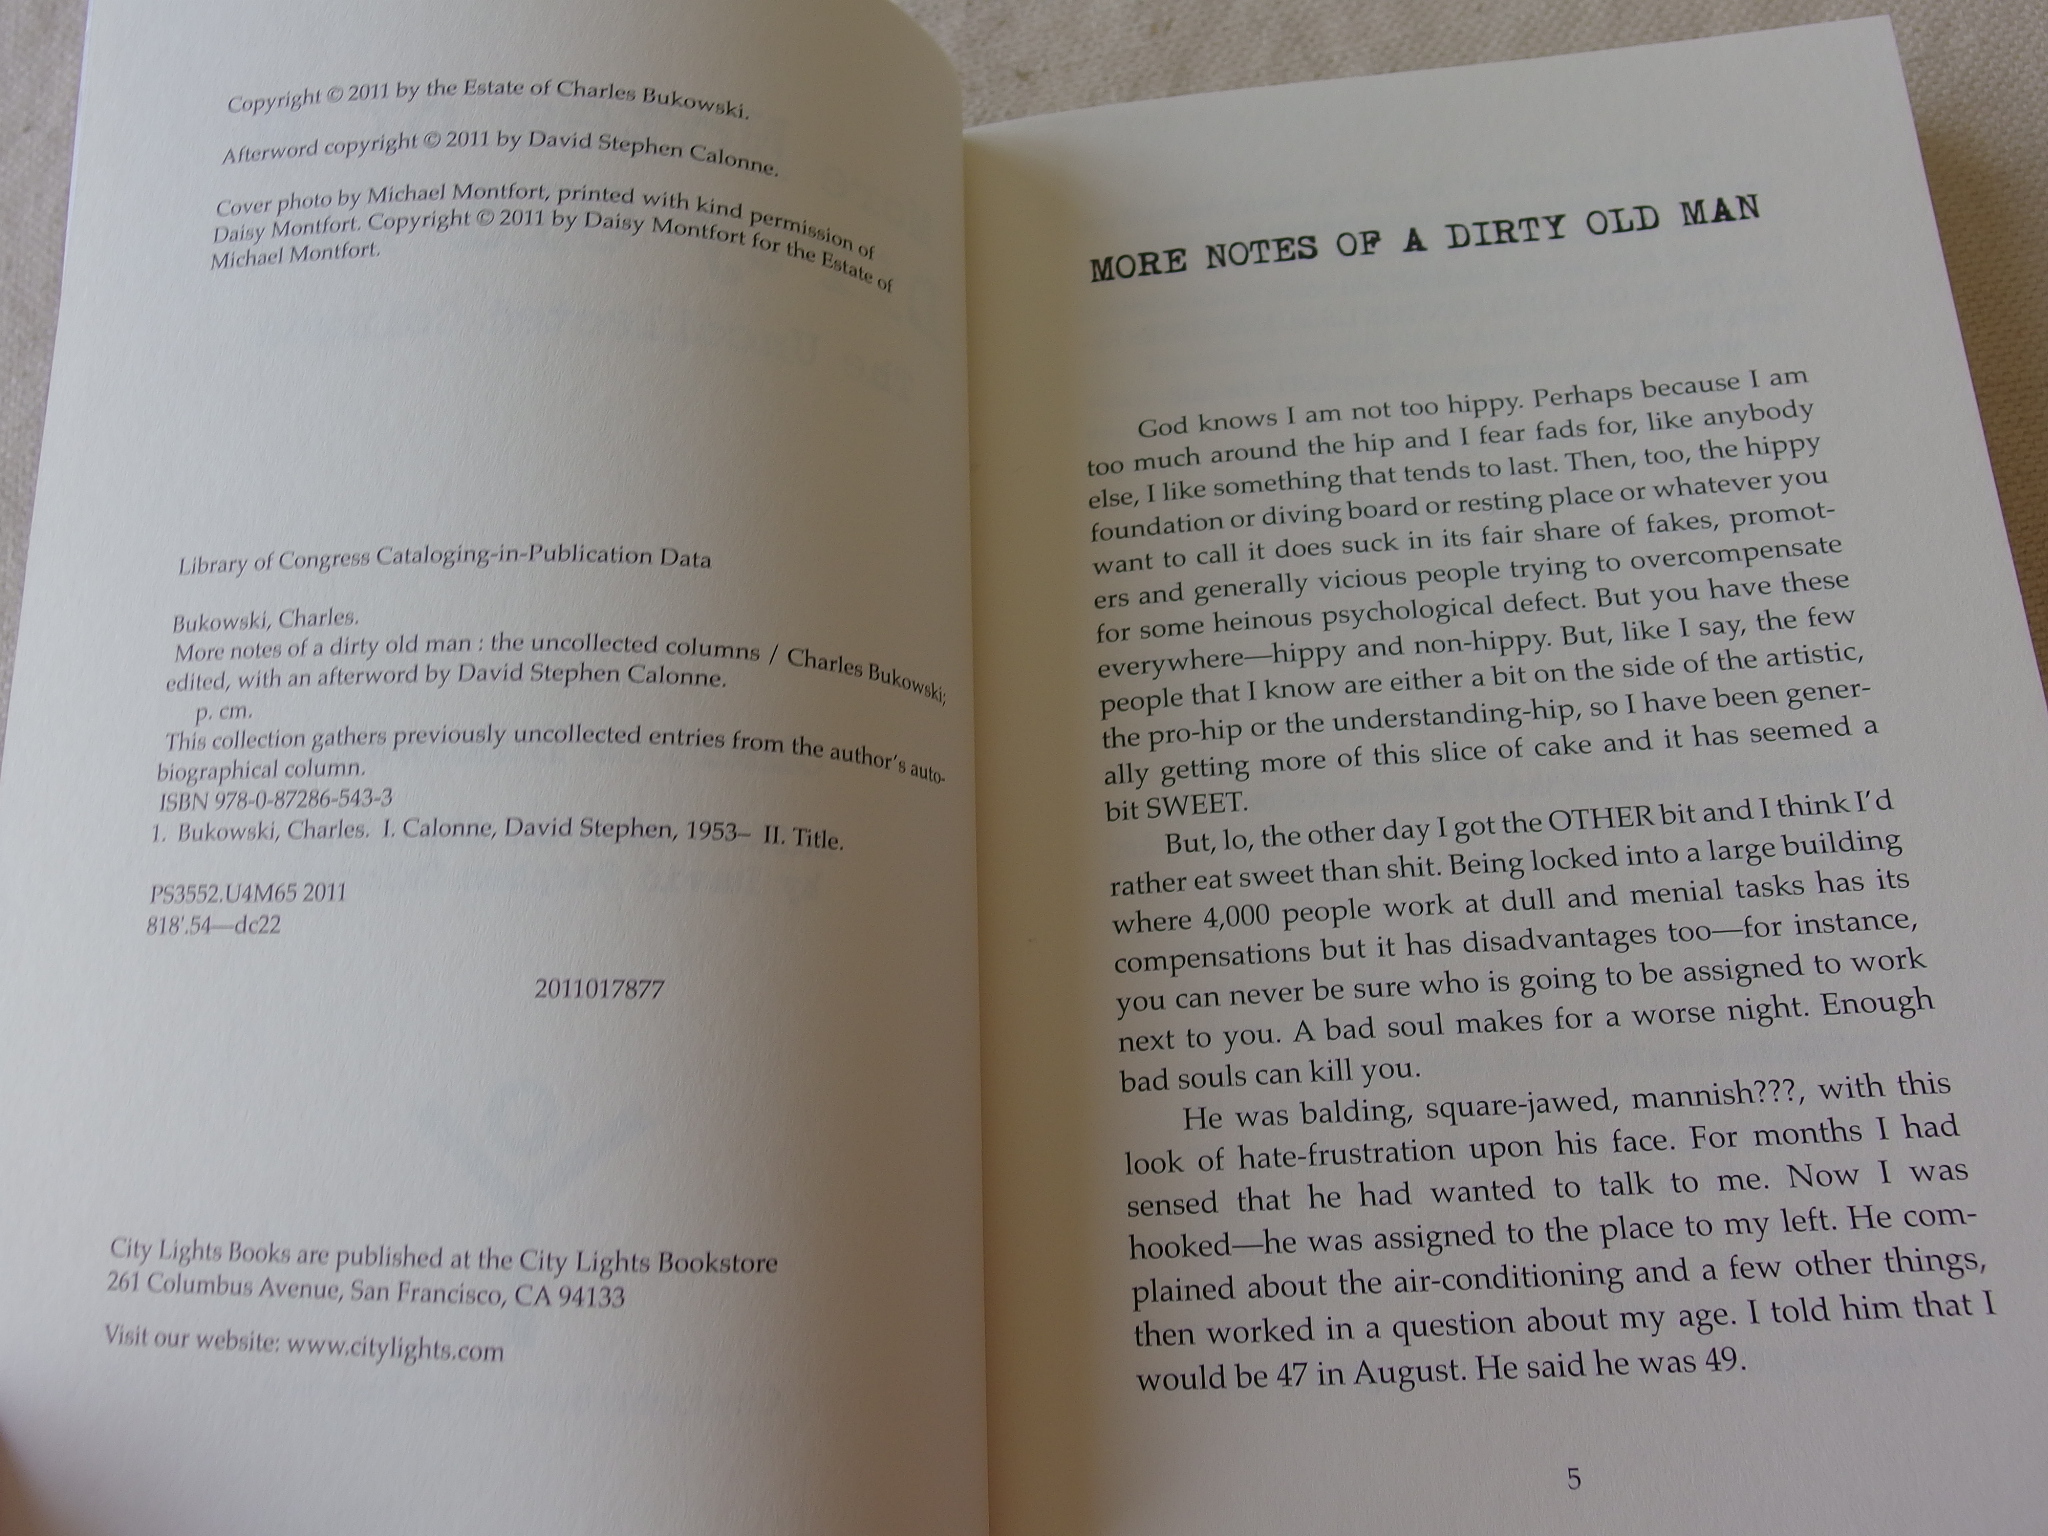 Copyright © 2011 by the Estate of Charles Bukowski.
Afterword copyright © 2011 by David Stephen Calonne.
Cover photo by Michael Montfort, printed with kind permission of
Daisy Montfort. Copyright © 2011 by Daisy Montfort for the Estate of
Michael Montfort.
Library of Congress Cataloging-in-Publication Data
Bukowski, Charles.
More notes of a dirty old man : the uncollected columns / Charles Bukowski;
edited, with an afterword by David Stephen Calonne.
p. cm.
This collection gathers previously uncollected entries from the author's auto-
biographical column.
ISBN 978-0-87286-543-3
1. Bukowski, Charles. I. Calonne, David Stephen, 1953– II. Title.
PS3552.U4M65 2011
818'.54—dc22
2011017877
City Lights Books are published at the City Lights Bookstore
261 Columbus Avenue, San Francisco, CA 94133
Visit our website: www.citylights.com
MORE NOTES OF A DIRTY OLD MAN
God knows I am not too hippy. Perhaps because I am
too much around the hip and I fear fads for, like anybody
else, I like something that tends to last. Then, too, the hippy
foundation or diving board or resting place or whatever you
want to call it does suck in its fair share of fakes, promot-
ers and generally vicious people trying to overcompensate
for some heinous psychological defect. But you have these
everywhere—hippy and non-hippy. But, like I say, the few
people that I know are either a bit on the side of the artistic,
the pro-hip or the understanding-hip, so I have been gener-
ally getting more of this slice of cake and it has seemed a
bit SWEET.
But, lo, the other day I got the OTHER bit and I think I'd
rather eat sweet than shit. Being locked into a large building
where 4,000 people work at dull and menial tasks has its
compensations but it has disadvantages too—for instance,
you can never be sure who is going to be assigned to work
next to you. A bad soul makes for a worse night. Enough
bad souls can kill you.
He was balding, square-jawed, mannish???, with this
look of hate-frustration upon his face. For months I had
sensed that he had wanted to talk to me. Now I was
hooked—he was assigned to the place to my left. He com-
plained about the air-conditioning and a few other things,
then worked in a question about my age. I told him that I
would be 47 in August. He said he was 49.
5